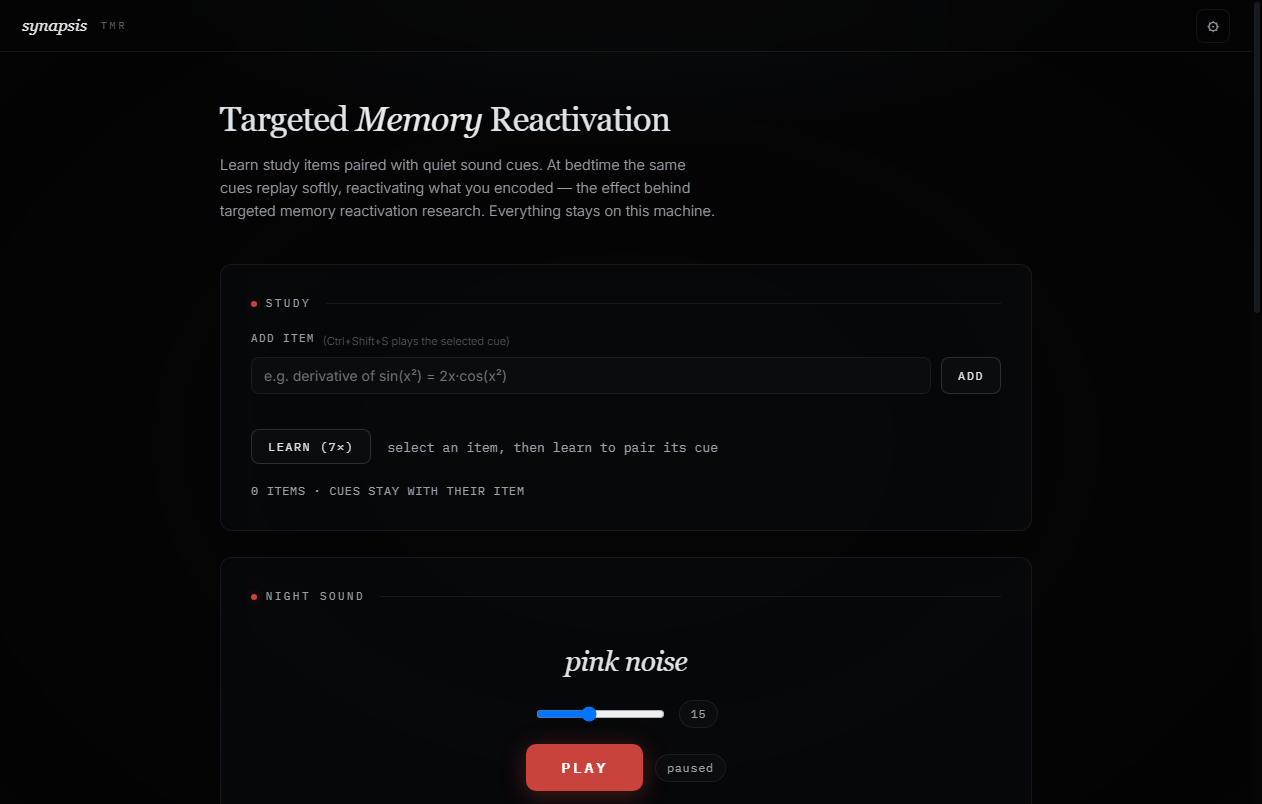 synapsis TMR
Targeted Memory Reactivation
Learn study items paired with quiet sound cues. At bedtime the same
cues replay softly, reactivating what you encoded — the effect behind
targeted memory reactivation research. Everything stays on this machine.
STUDY
ADD ITEM (Ctrl+Shift+S plays the selected cue)
e.g. derivative of sin(x²) = 2x·cos(x²)
ADD
LEARN (7×) select an item, then learn to pair its cue
0 ITEMS · CUES STAY WITH THEIR ITEM
NIGHT SOUND
pink noise
15
PLAY paused